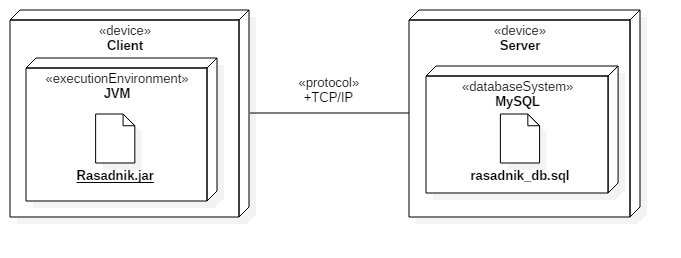 «device»
Client
«executionEnvironment»
JVM
Rasadnik.jar
«protocol»
+TCP/IP
«device»
Server
«databaseSystem»
MySQL
rasadnik_db.sql